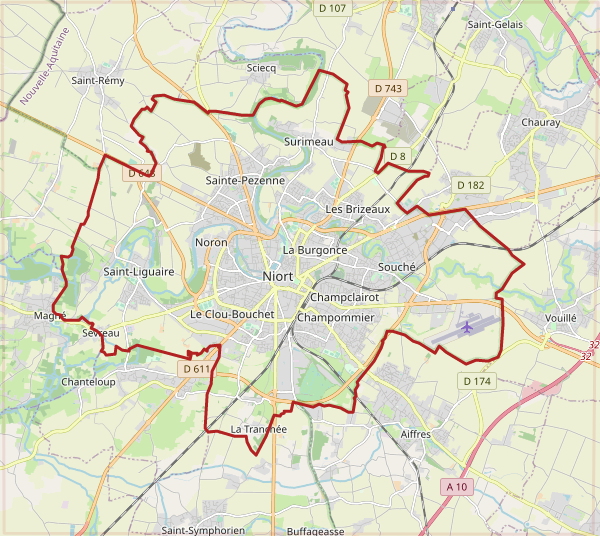 D 107
Saint-Gelais
Nouvelle-Aquitaine
Sciecq
Saint-Rémy
D 743
Chauray
Surimeau
D 8
D 648
Sainte-Pezenne
D 182
Les Brizeaux
Noron
La Burgonce
Saint-Liguaire
Niort
Souché
Champclairot
Magné
Le Clou-Bouchet
Champommier
Vouillé
Sevreau
32
32
D 611
Chanteloup
D 174
La Tranchée
Aiffres
A 10
Saint-Symphorien
Buffageasse